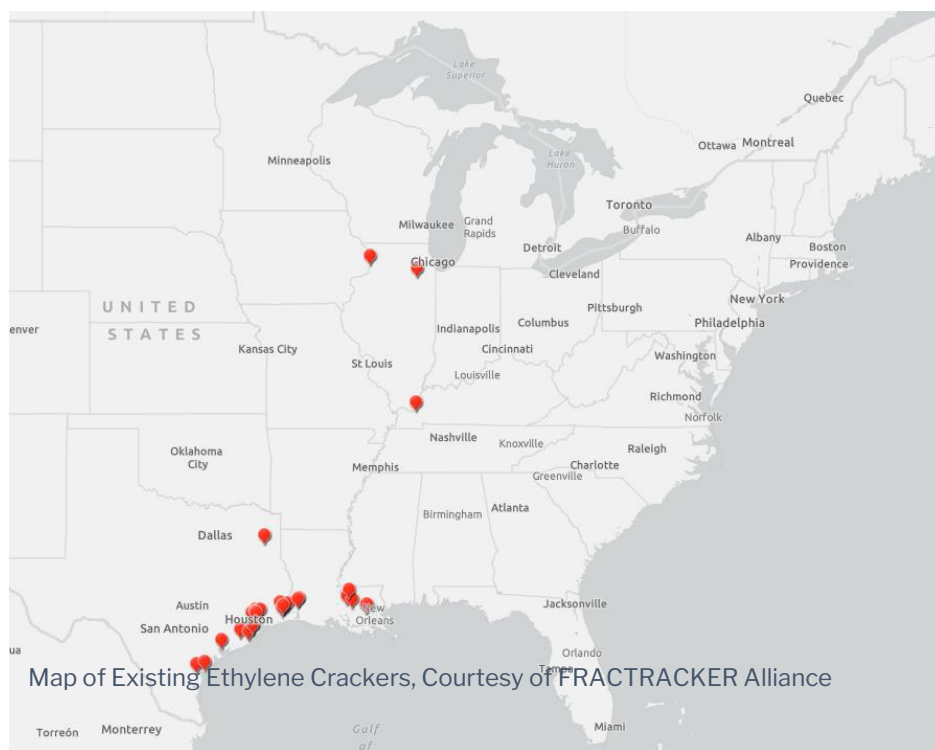 Lake
Superior
Quebec
Ottawa Montreal
Minneapolis
Lake
Huron
Toronto
Milwaukee
Grand
Rapids
Buffalo
Detroit
Albany
Boston
Chicago
Providence
Cleveland
UNITED
STATES
New York
Pittsburgh
Columbus
Philadelphia
enver
Indianapolis
Kansas City
Cincinnati
Washington
St Louis
Louisville
Richmond
Norfolk
Nashville
Knoxville
Raleigh
Oklahoma
City
Memphis
Charlotte
Greenville
Birmingham
Atlanta
Dallas
Austin
Houston
New
Orleans
Jacksonville
San Antonio
ua
Orlando
Tampa
Map of Existing Ethylene Crackers, Courtesy of FRACTRACKER Alliance
Torreón
Monterrey
Gulf
of
Miami